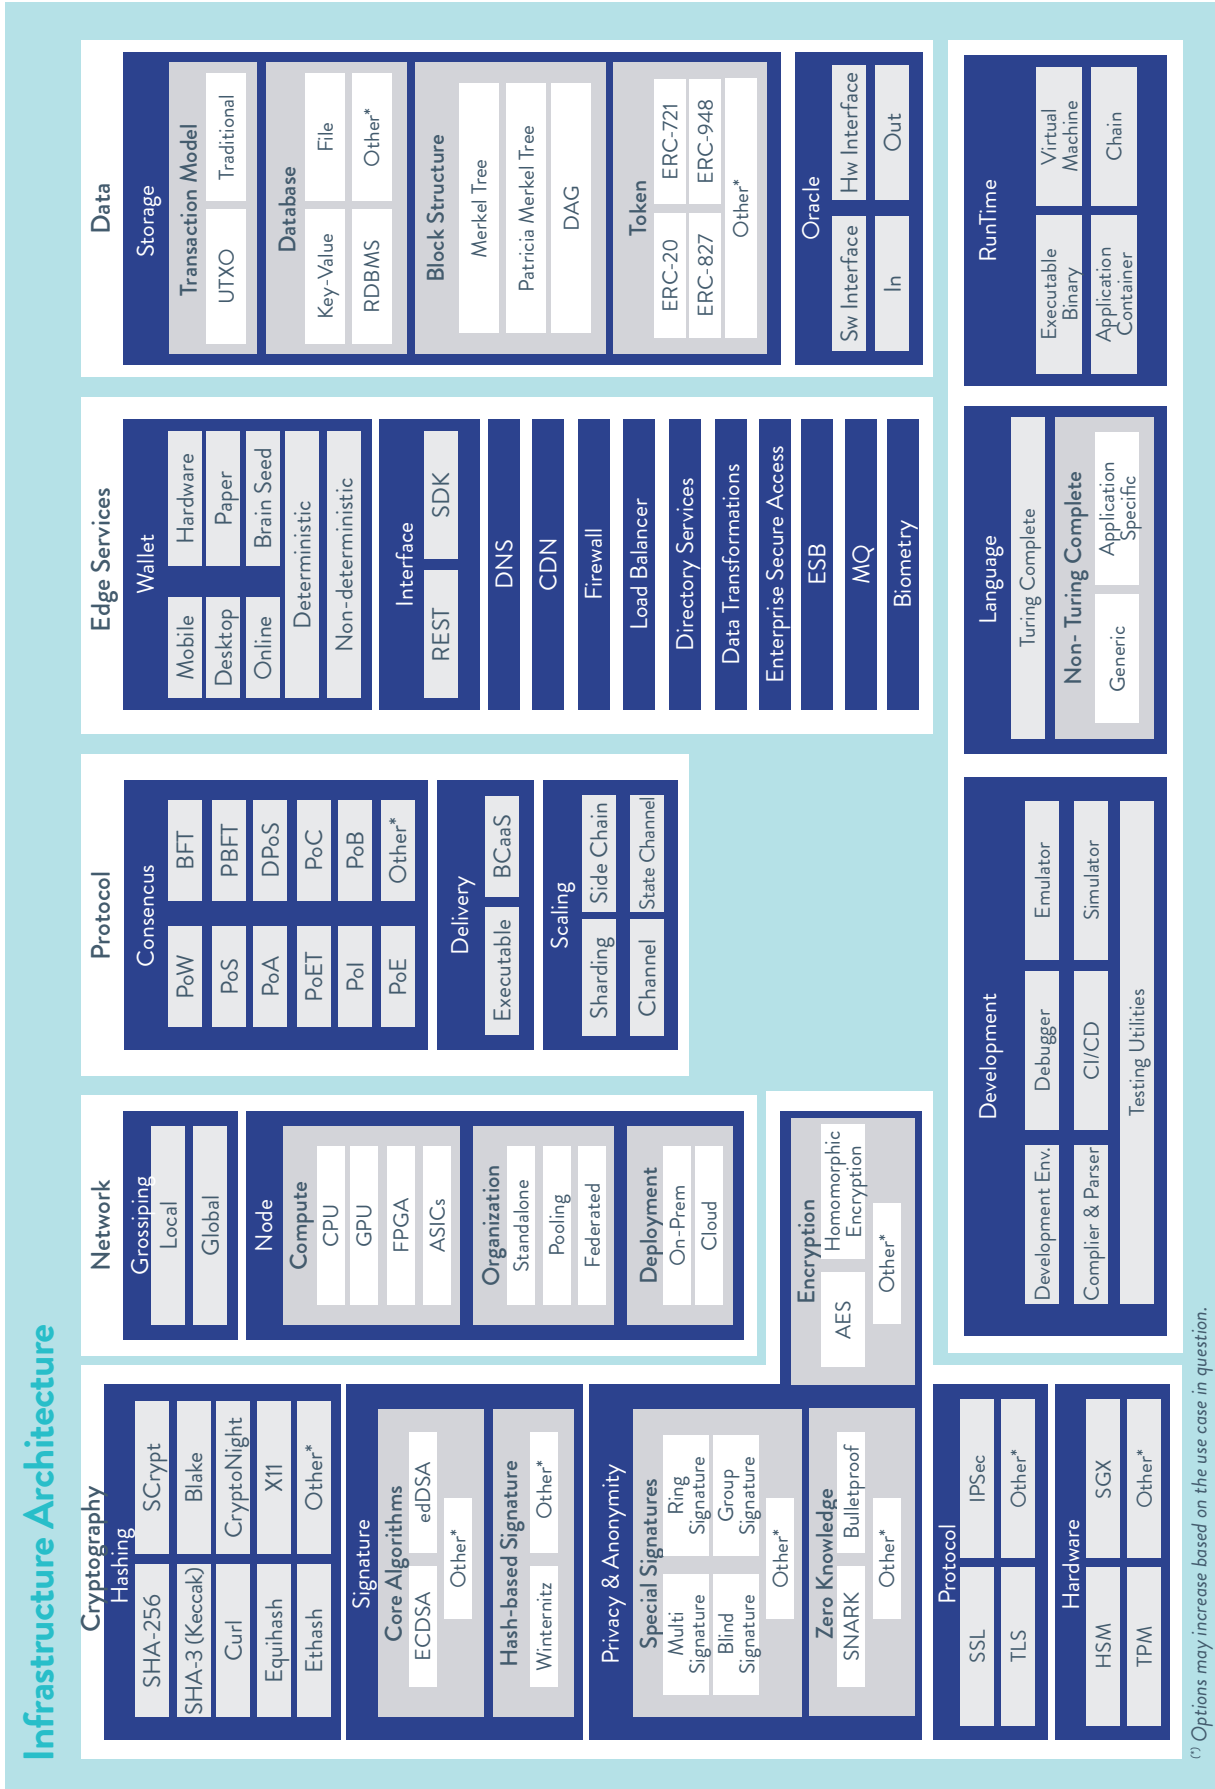 Infrastructure Architecture
Cryptography
Hashing
SHA-256
SCrypt
SHA-3 (Keccak)
Blake
Curl
CryptoNight
Equihash
X11
Ethash
Other*
Signature
Core Algorithms
ECDSA
edDSA
Other*
Hash-based Signature
Winternitz
Other*
Privacy & Anonymity
Special Signatures
Multi
Signature
Ring
Signature
Blind
Signature
Group
Signature
Other*
Zero Knowledge
SNARK
Bulletproof
Other*
Encryption
AES
Homomorphic
Encryption
Other*
Protocol
SSL
IPSec
TLS
Other*
Hardware
HSM
SGX
TPM
Other*
Network
Grossiping
Local
Global
Node
Compute
CPU
GPU
FPGA
ASICs
Organization
Standalone
Pooling
Federated
Deployment
On-Prem
Cloud
Protocol
Consencus
PoW
BFT
PoS
PBFT
PoA
DPoS
PoET
PoC
PoI
PoB
PoE
Other*
Delivery
Executable
BCaaS
Scaling
Sharding
Side Chain
Channel
State Channel
Edge Services
Wallet
Mobile
Hardware
Desktop
Paper
Online
Brain Seed
Deterministic
Non-deterministic
Interface
REST
SDK
DNS
CDN
Firewall
Load Balancer
Directory Services
Data Transformations
Enterprise Secure Access
ESB
MQ
Biometry
Data
Storage
Transaction Model
UTXO
Traditional
Database
Key-Value
File
RDBMS
Other*
Block Structure
Merkel Tree
Patricia Merkel Tree
DAG
Token
ERC-20
ERC-721
ERC-827
ERC-948
Other*
Oracle
Sw Interface
Hw Interface
In
Out
Development
Development Env.
Debugger
Emulator
Complier & Parser
CI/CD
Simulator
Testing Utilities
Language
Turing Complete
Non- Turing Complete
Generic
Application
Specific
RunTime
Executable
Binary
Virtual
Machine
Application
Container
Chain
(*) Options may increase based on the use case in question.